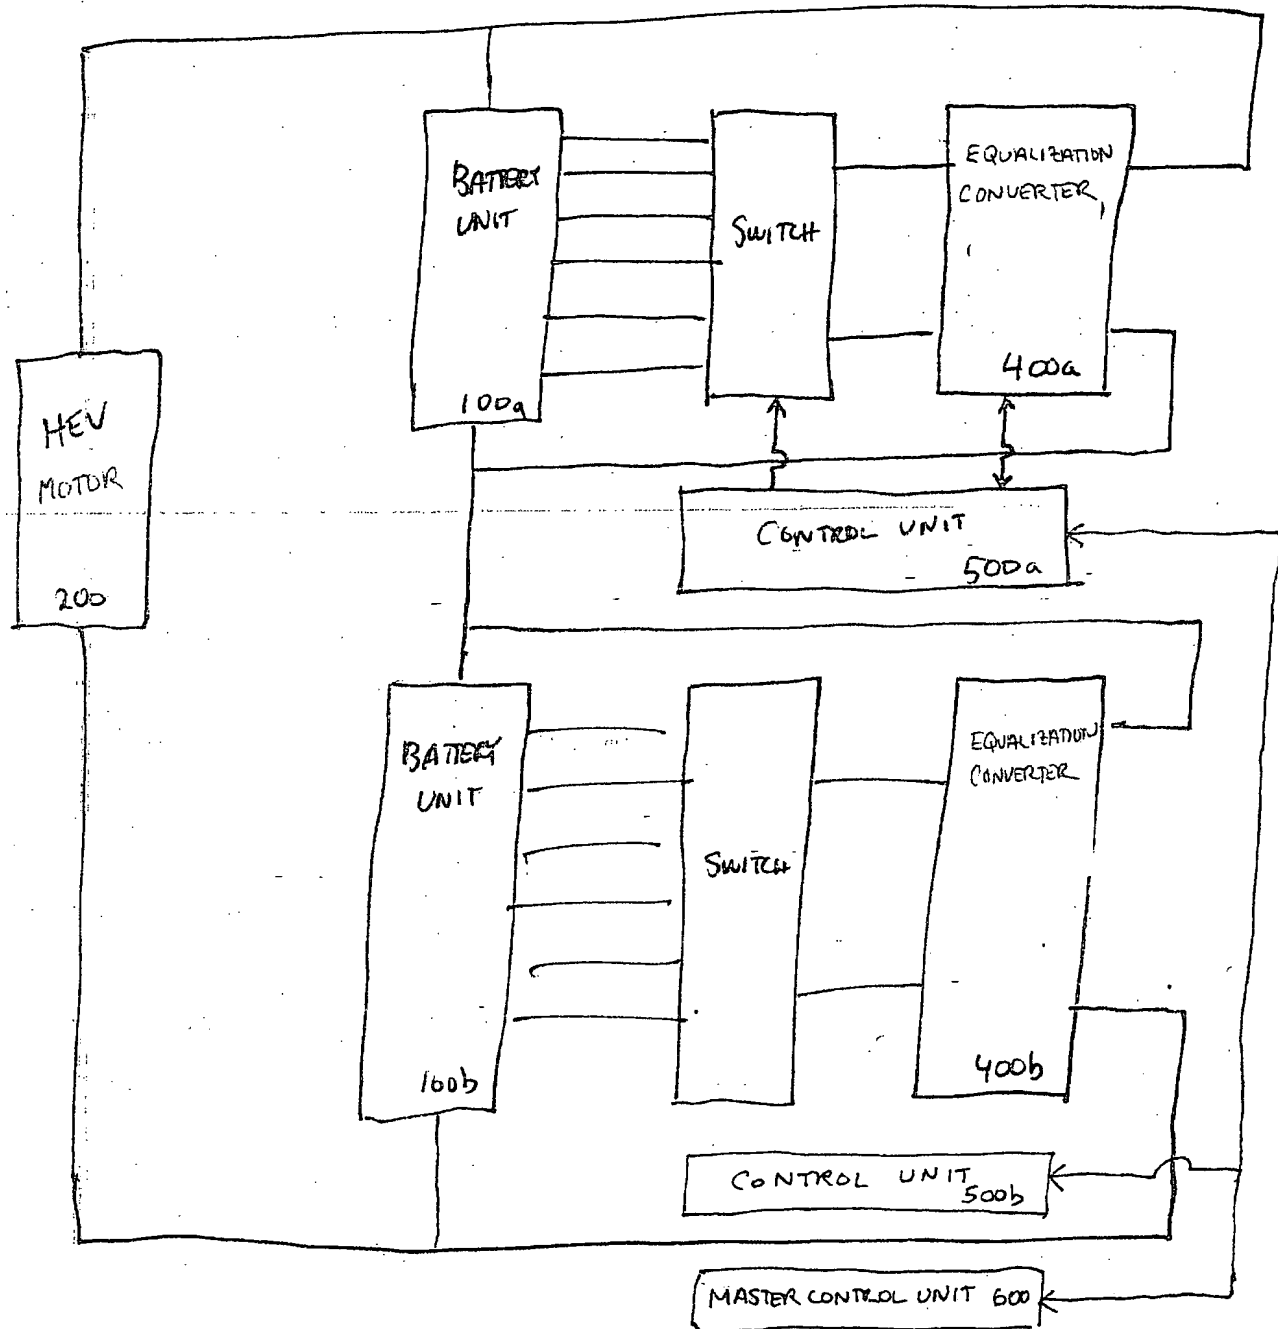 BATTERY
UNIT
100a
SWITCH
EQUALIZATION
CONVERTER
400a
HEV
MOTOR
200
CONTROL UNIT
500a
BATTERY
UNIT
100b
SWITCH
EQUALIZATION
CONVERTER
400b
CONTROL UNIT
500b
MASTER CONTROL UNIT 600